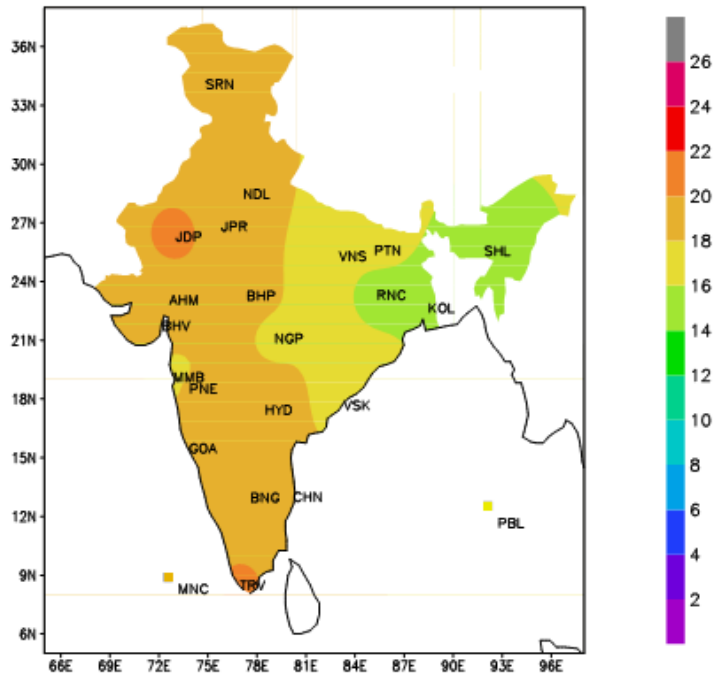 36N
26
SRN
33N
24
22
30N
NDL
20
27N
JPR
JDP
PTN
SHL
VNS
18
24N
AHM
BHP
RNC
16
KOL
BHV
21N
NGP
14
MMB
PNE
12
18N
HYD
VSK
10
15N
GOA
8
BNG
CHN
12N
PBL
6
9N
TRV
MNC
4
2
6N
66E 69E 72E 75E 78E 81E 84E 87E 90E 93E 96E